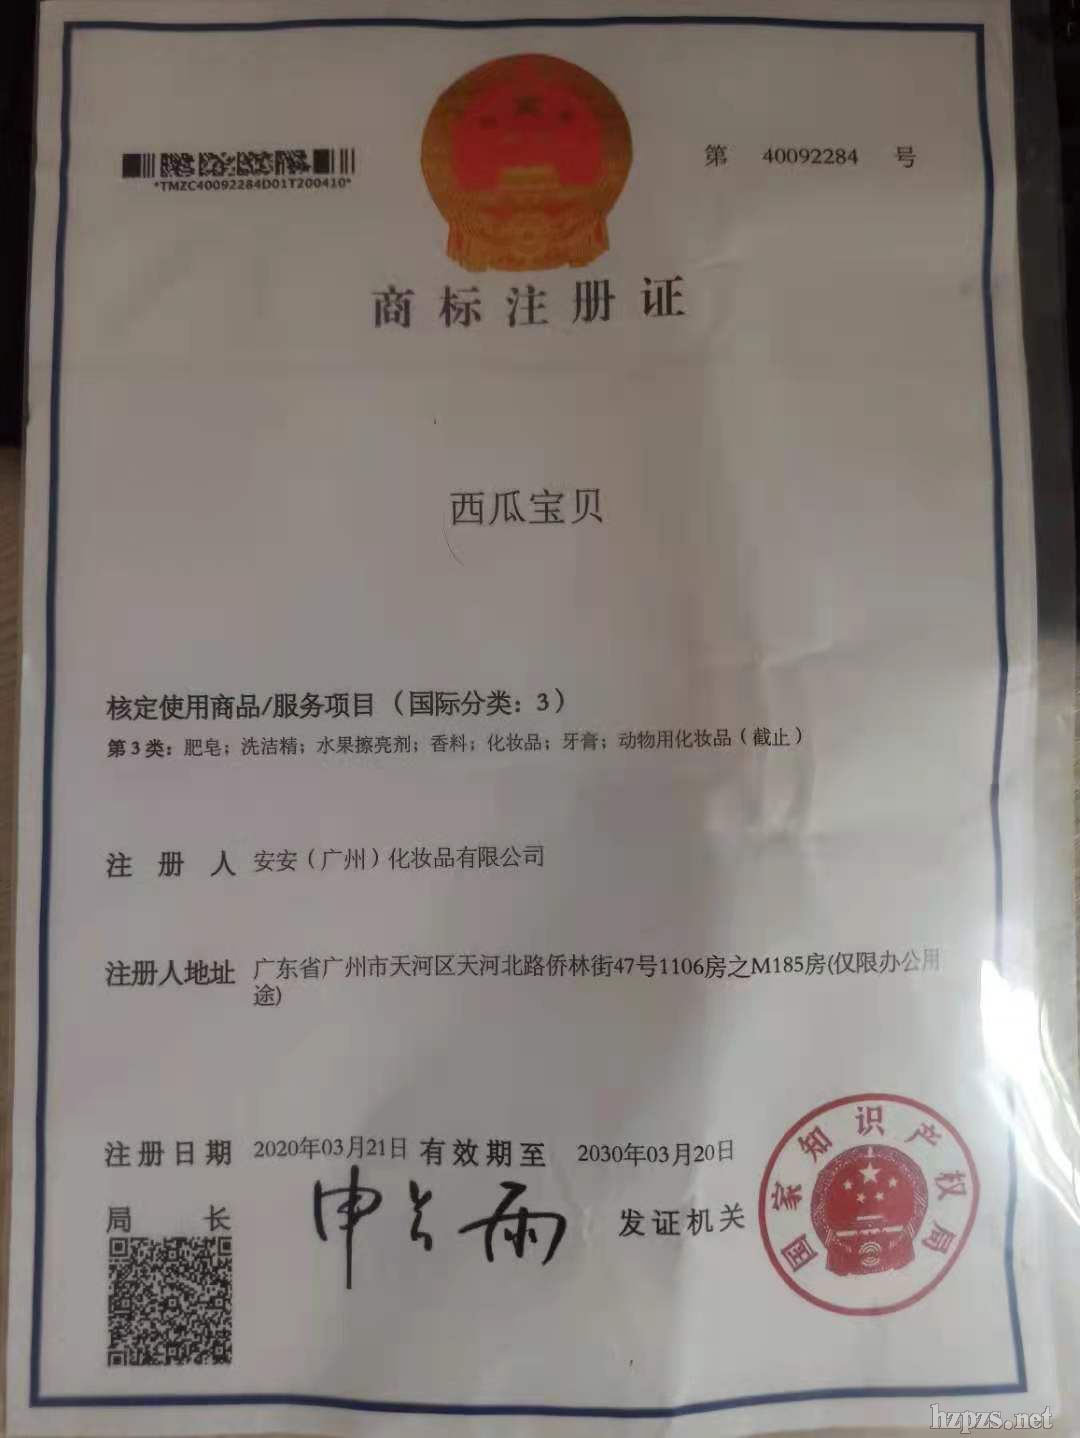 第 40092284 号
*TMZC40092284D01T200410*
商标注册证
西瓜宝贝
核定使用商品/服务项目（国际分类：3）
第3类：肥皂；洗洁精；水果擦亮剂；香料；化妆品；牙膏；动物用化妆品（截止）
注册人 安安（广州）化妆品有限公司
注册人地址 广东省广州市天河区天河北路侨林街47号1106房之M185房(仅限办公用
途)
注册日期 2020年03月21日 有效期至 2030年03月20日
局长 申长雨 发证机关
国家知识产权局
hzpzs.net